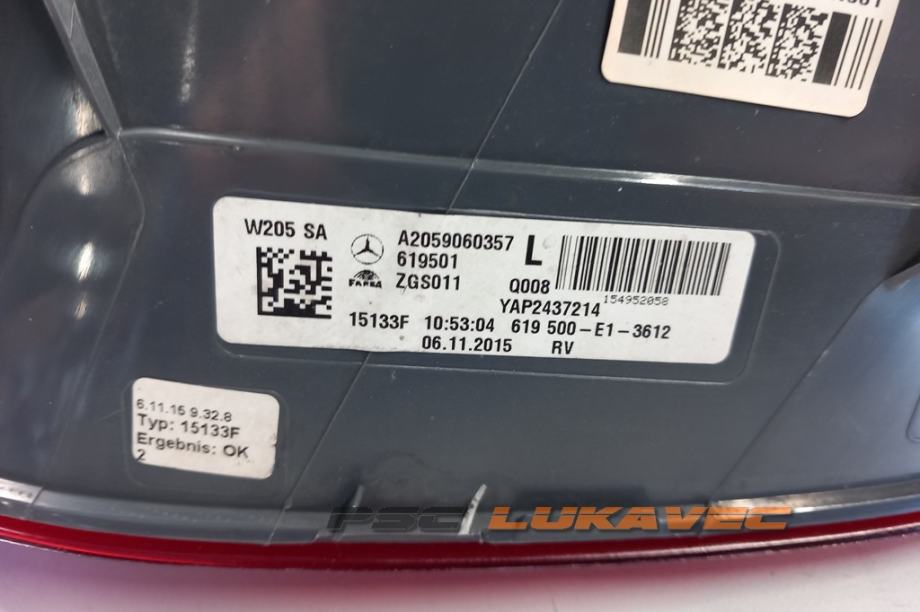 W205 SA
A2059060357 L
619501
FARBA ZGS011 Q008
154952058
YAP2437214
15133F 10:53:04 619 500-E1-3612
06.11.2015 RV
6.11.15 9.32.8
Typ: 15133F
Ergebnis: OK
2
PSC LUKAVEC